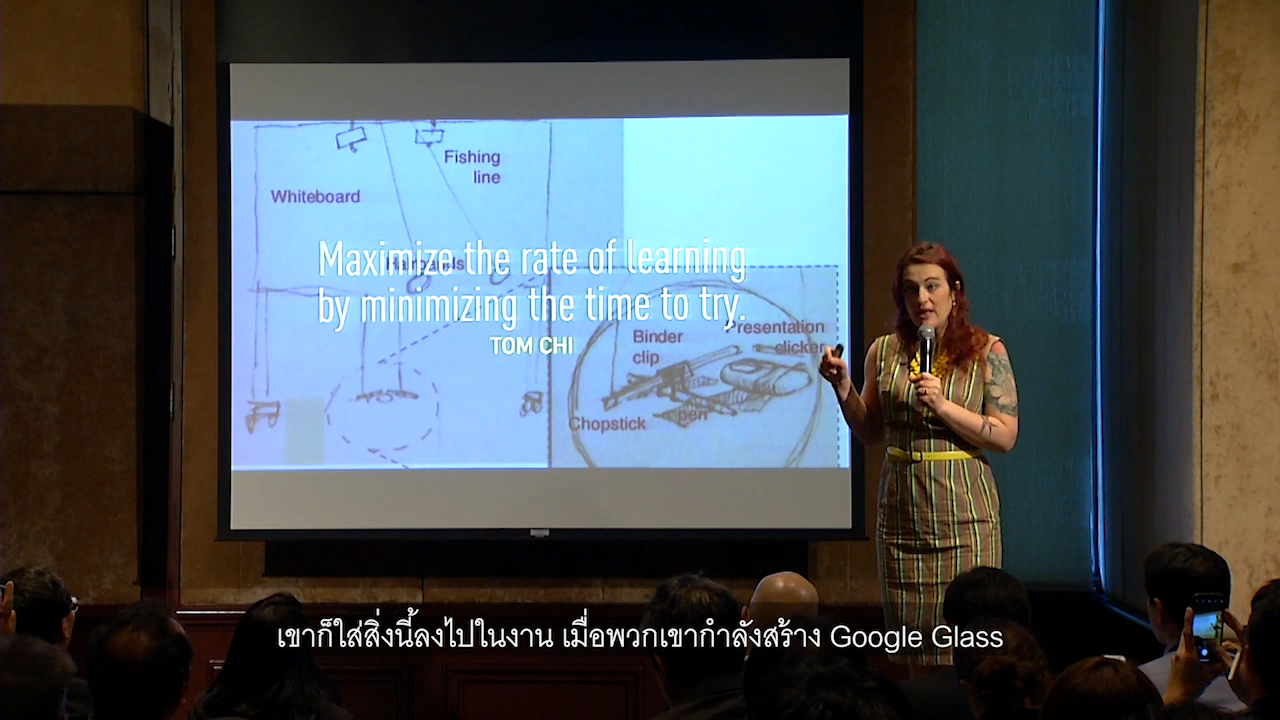 Fishing
line
Whiteboard
Maximize the rate of learning
by minimizing the time to try.
TOM CHI
Binder
clip
Presentation
clicker
Chopstick
pen
เขาก็ใส่สิ่งนี้ลงไปในงาน เมื่อพวกเขากำลังสร้าง Google Glass